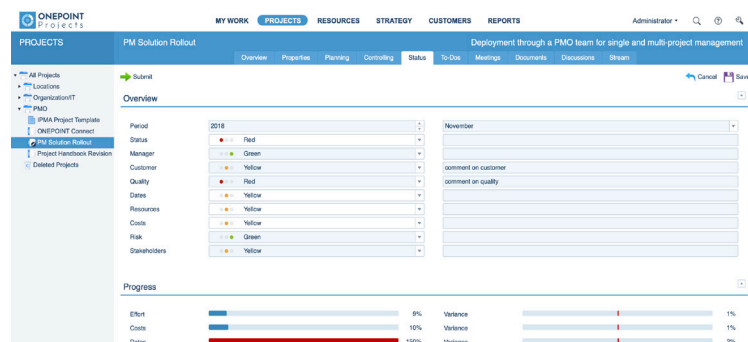 ONEPOINT
Projects
MY WORK PROJECTS RESOURCES STRATEGY CUSTOMERS REPORTS
Administrator
PROJECTS
PM Solution Rollout
Deployment through a PMO team for single and multi-project management
Overview Properties Planning Controlling Status To-Dos Meetings Documents Discussions Stream
All Projects
Locations
Organization/IT
PMO
IPMA Project Template
ONEPOINT Connect
PM Solution Rollout
Project Handbook Revision
Deleted Projects
Submit
Cancel Save
Overview
Period 2018 November
Status Red
Manager Green
Customer Yellow comment on customer
Quality Red comment on quality
Dates Yellow
Resources Yellow
Costs Yellow
Risk Green
Stakeholders Yellow
Progress
Effort 9% Variance 1%
Costs 10% Variance 1%
Dates 150% Variance 2%